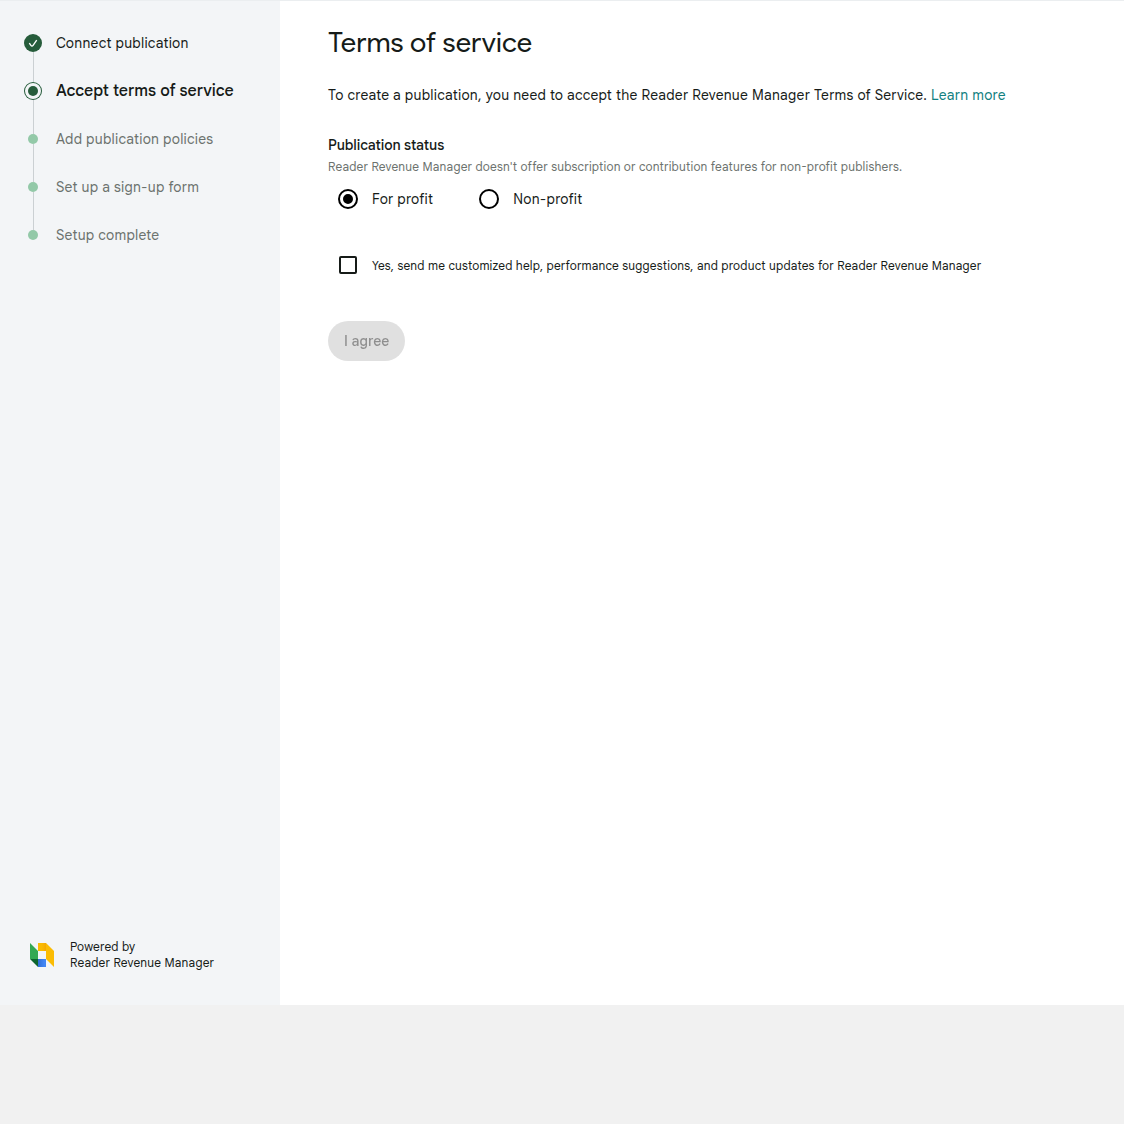 Connect publication
Accept terms of service
Add publication policies
Set up a sign-up form
Setup complete
Terms of service
To create a publication, you need to accept the Reader Revenue Manager Terms of Service. Learn more
Publication status
Reader Revenue Manager doesn't offer subscription or contribution features for non-profit publishers.
For profit Non-profit
Yes, send me customized help, performance suggestions, and product updates for Reader Revenue Manager
I agree
Powered by
Reader Revenue Manager